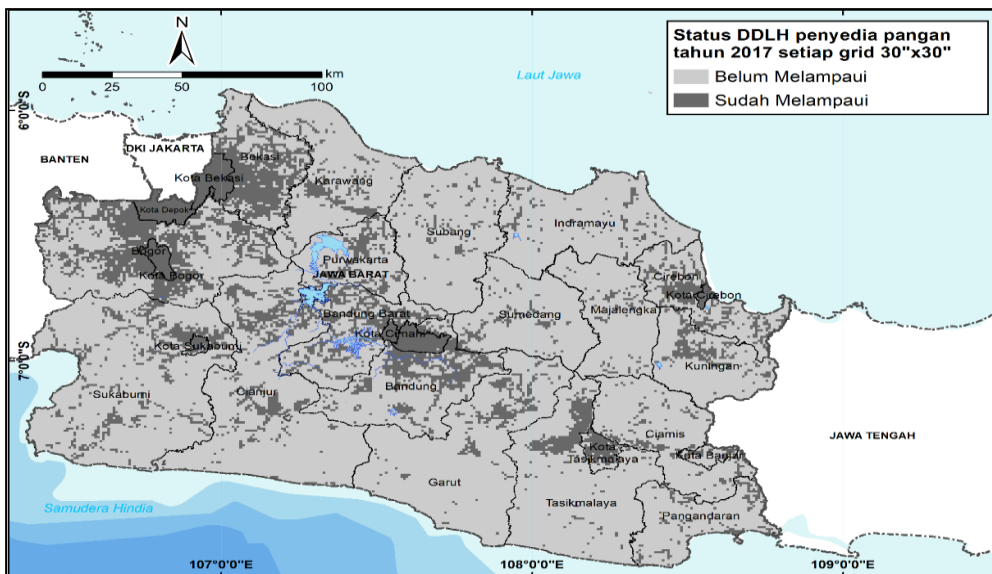 N
km
0 25 50 100
Status DDLH penyedia pangan
tahun 2017 setiap grid 30"x30"
Belum Melampaui
Sudah Melampaui
Laut Jawa
6°0'0"S
7°0'0"S
BANTEN
DKI JAKARTA
Bekasi
Kota Bekasi
Karawang
Kota Depok
Subang
Indramayu
Bogor
Kota Bogor
Purwakarta
JAWA BARAT
Cirebon
Kota Cirebon
Bandung Barat
Sumedang
Majalengka
Kota Cimahi
Kota Sukabumi
Kuningan
Sukabumi
Cianjur
Bandung
Ciamis
JAWA TENGAH
Kota
Tasikmalaya
Kota Banjar
Garut
Tasikmalaya
Pangandaran
Samudera Hindia
107°0'0"E
108°0'0"E
109°0'0"E